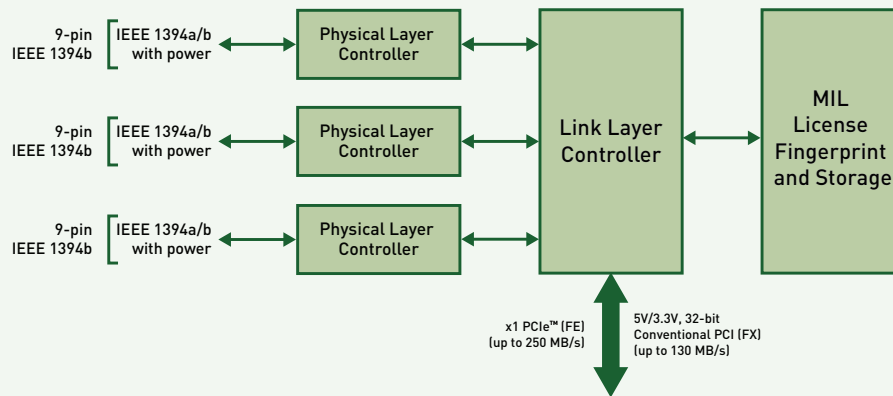 9-pin
IEEE 1394b
IEEE 1394a/b
with power
Physical Layer
Controller
9-pin
IEEE 1394b
IEEE 1394a/b
with power
Physical Layer
Controller
9-pin
IEEE 1394b
IEEE 1394a/b
with power
Physical Layer
Controller
Link Layer
Controller
MIL
License
Fingerprint
and Storage
x1 PCIe™ (FE)
(up to 250 MB/s)
5V/3.3V, 32-bit
Conventional PCI (FX)
(up to 130 MB/s)